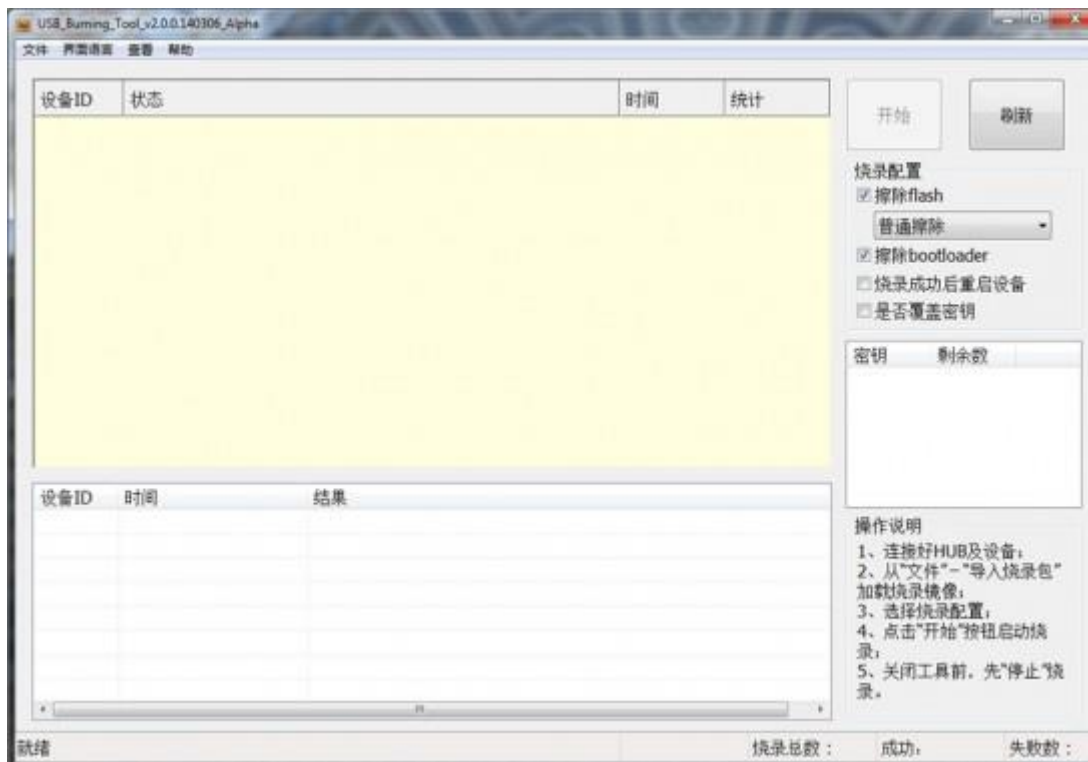 USB_Burning_Tool_v2.0.0.140306_Alpha
文件 界面语言 查看 帮助
设备ID 状态 时间 统计
开始 刷新
烧录配置
擦除flash
普通擦除
擦除bootloader
烧录成功后重启设备
是否覆盖密钥
密钥 剩余数
设备ID 时间 结果
操作说明
1、连接好HUB及设备;
2、从"文件"-"导入烧录包"
加载烧录镜像;
3、选择烧录配置;
4、点击"开始"按钮启动烧
录;
5、关闭工具前，先"停止"烧
录。
就绪 烧录总数: 成功: 失败数: